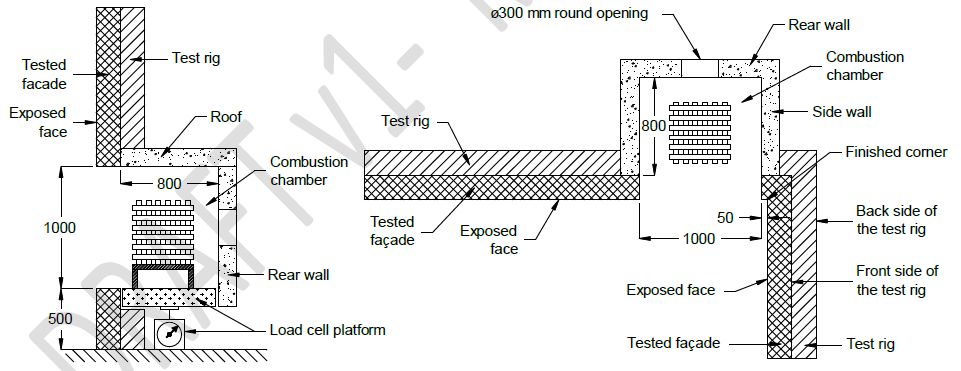 Tested
facade
Exposed
face
Test rig
Roof
800
Combustion
chamber
1000
500
Rear wall
Load cell platform
ø300 mm round opening
Rear wall
Combustion
chamber
Side wall
800
Test rig
Finished corner
Tested
façade
Exposed
face
50
1000
Back side of
the test rig
Front side of
the test rig
Exposed face
Tested façade
Test rig
DRAFT v1-